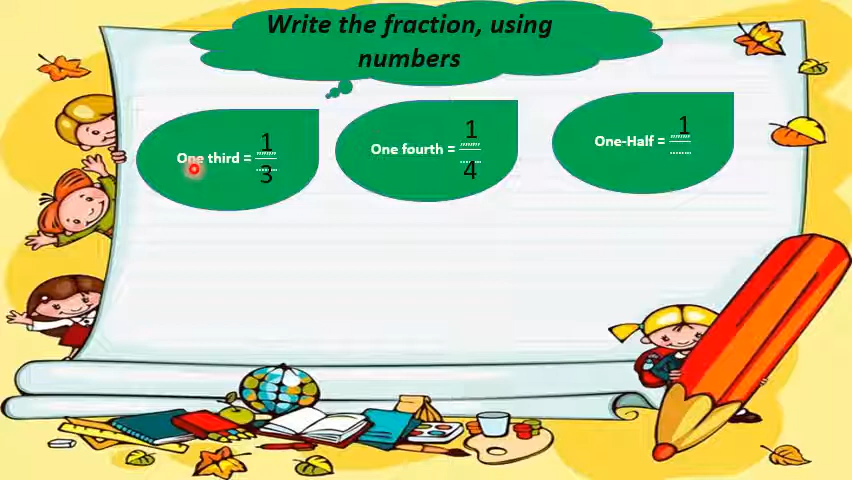 Write the fraction, using
numbers
One third = 1/3
One fourth = 1/4
One-Half = 1/.......